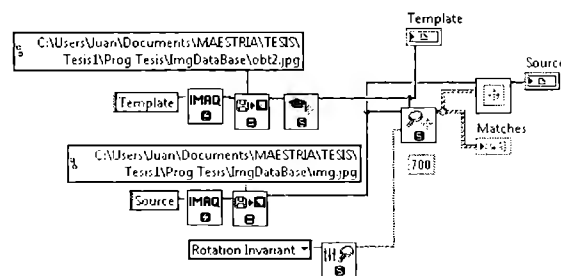 Template
C:\Users\Juan\Documents\MAESTRIA\TESIS\
Tesis1\Prog Tesis\ImgDataBase\obt2.jpg
Source
Template
IMAQ
Matches
700
C:\Users\Juan\Documents\MAESTRIA\TESIS\
Tesis1\Prog Tesis\ImgDataBase\img.jpg
Source
IMAQ
Rotation Invariant